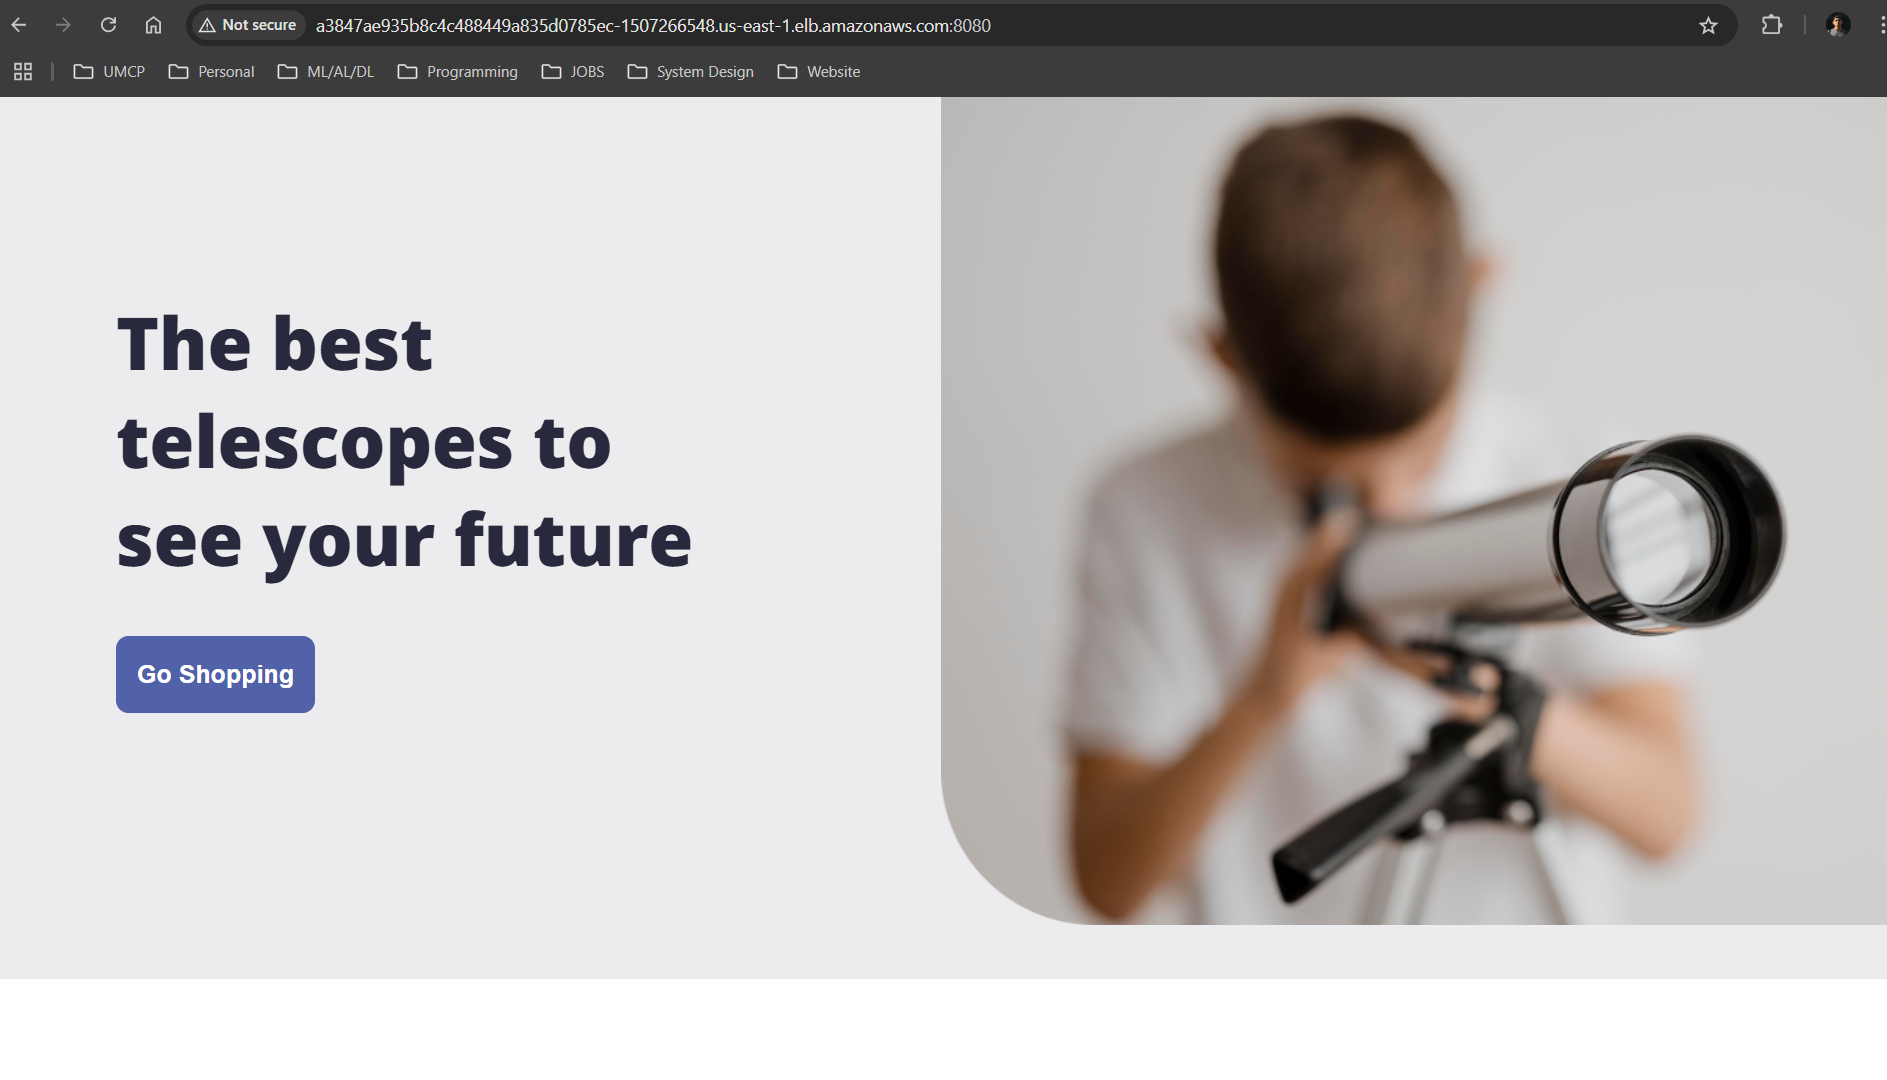 Not secure
a3847ae935b8c4c488449a835d0785ec-1507266548.us-east-1.elb.amazonaws.com:8080
UMCP
Personal
ML/AL/DL
Programming
JOBS
System Design
Website
The best
telescopes to
see your future
Go Shopping